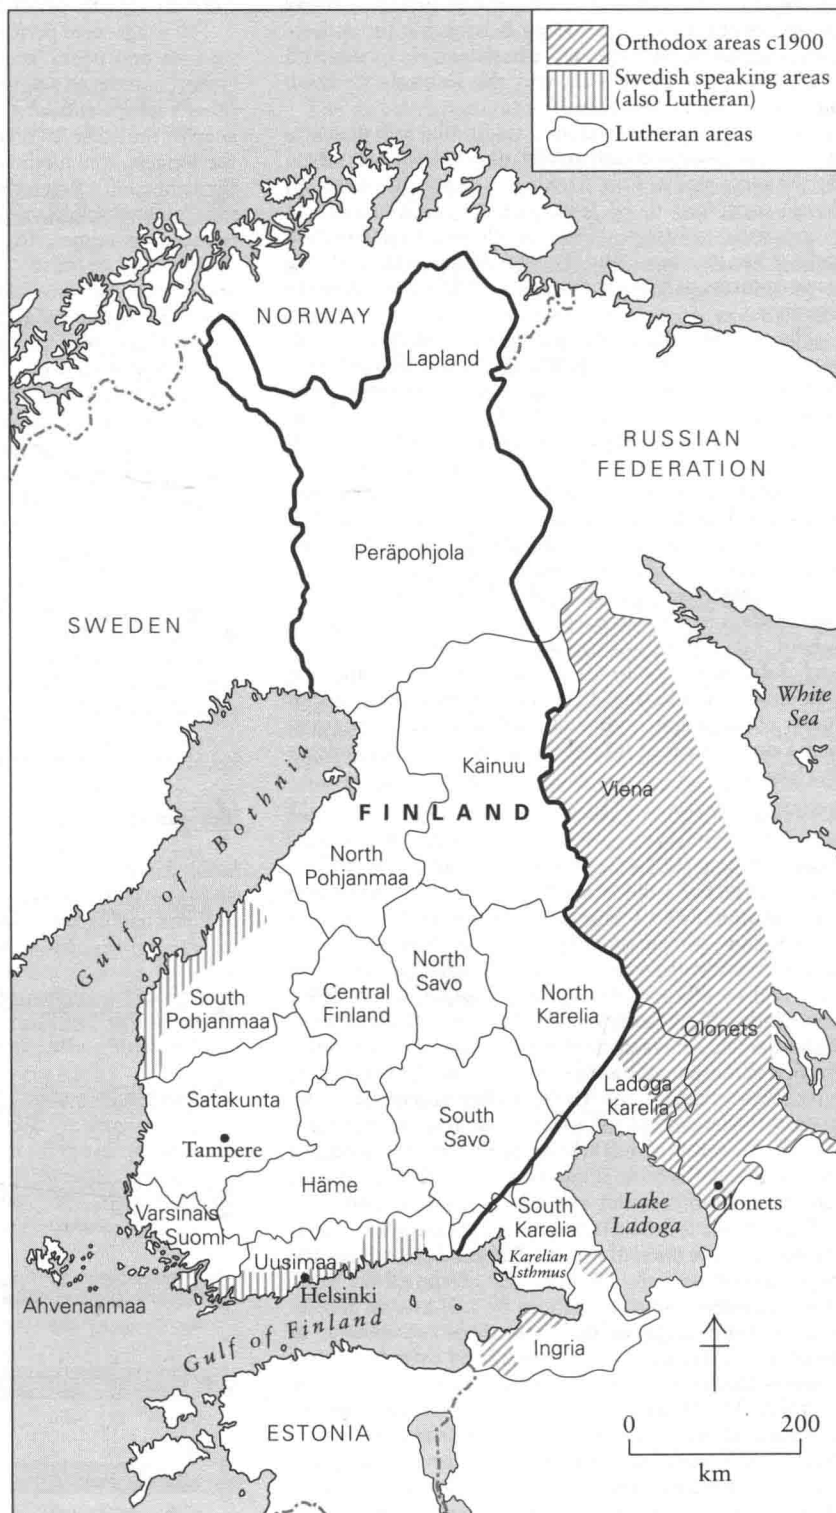 Orthodox areas c1900
Swedish speaking areas
(also Lutheran)
Lutheran areas
NORWAY
Lapland
RUSSIAN
FEDERATION
Peräpohjola
SWEDEN
White
Sea
Kainuu
Viena
Gulf of Bothnia
FINLAND
North
Pohjanmaa
North
Savo
South
Pohjanmaa
Central
Finland
North
Karelia
Olonets
Ladoga
Karelia
Satakunta
South
Savo
Tampere
Häme
Olonets
Lake
Ladoga
South
Karelia
Varsinais
Suomi
Uusimaa
Karelian
Isthmus
Ahvenanmaa
Helsinki
Gulf of Finland
Ingria
ESTONIA
0 200
km